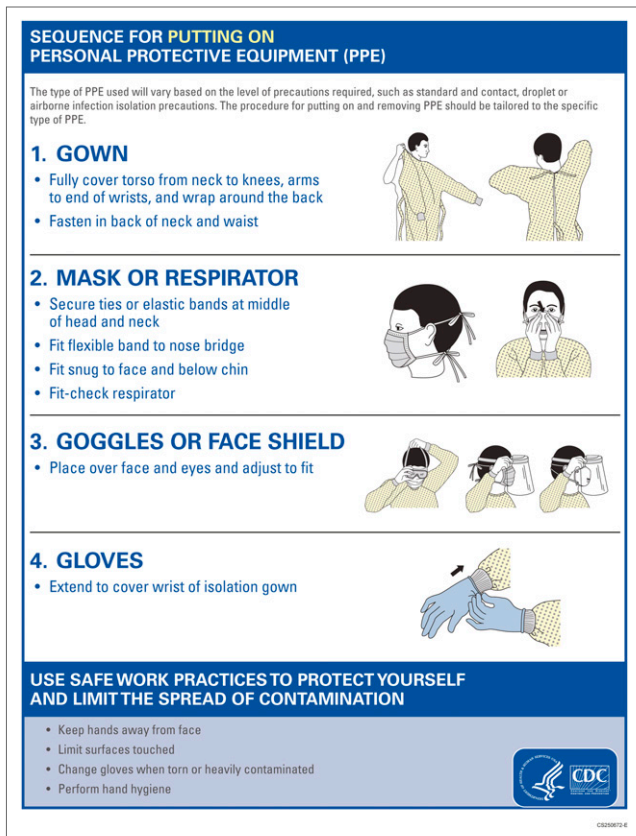 SEQUENCE FOR PUTTING ON
PERSONAL PROTECTIVE EQUIPMENT (PPE)
The type of PPE used will vary based on the level of precautions required, such as standard and contact, droplet or
airborne infection isolation precautions. The procedure for putting on and removing PPE should be tailored to the specific
type of PPE.
1. GOWN
• Fully cover torso from neck to knees, arms
to end of wrists, and wrap around the back
• Fasten in back of neck and waist
2. MASK OR RESPIRATOR
• Secure ties or elastic bands at middle
of head and neck
• Fit flexible band to nose bridge
• Fit snug to face and below chin
• Fit-check respirator
3. GOGGLES OR FACE SHIELD
• Place over face and eyes and adjust to fit
4. GLOVES
• Extend to cover wrist of isolation gown
USE SAFE WORK PRACTICES TO PROTECT YOURSELF
AND LIMIT THE SPREAD OF CONTAMINATION
• Keep hands away from face
• Limit surfaces touched
• Change gloves when torn or heavily contaminated
• Perform hand hygiene
CDC